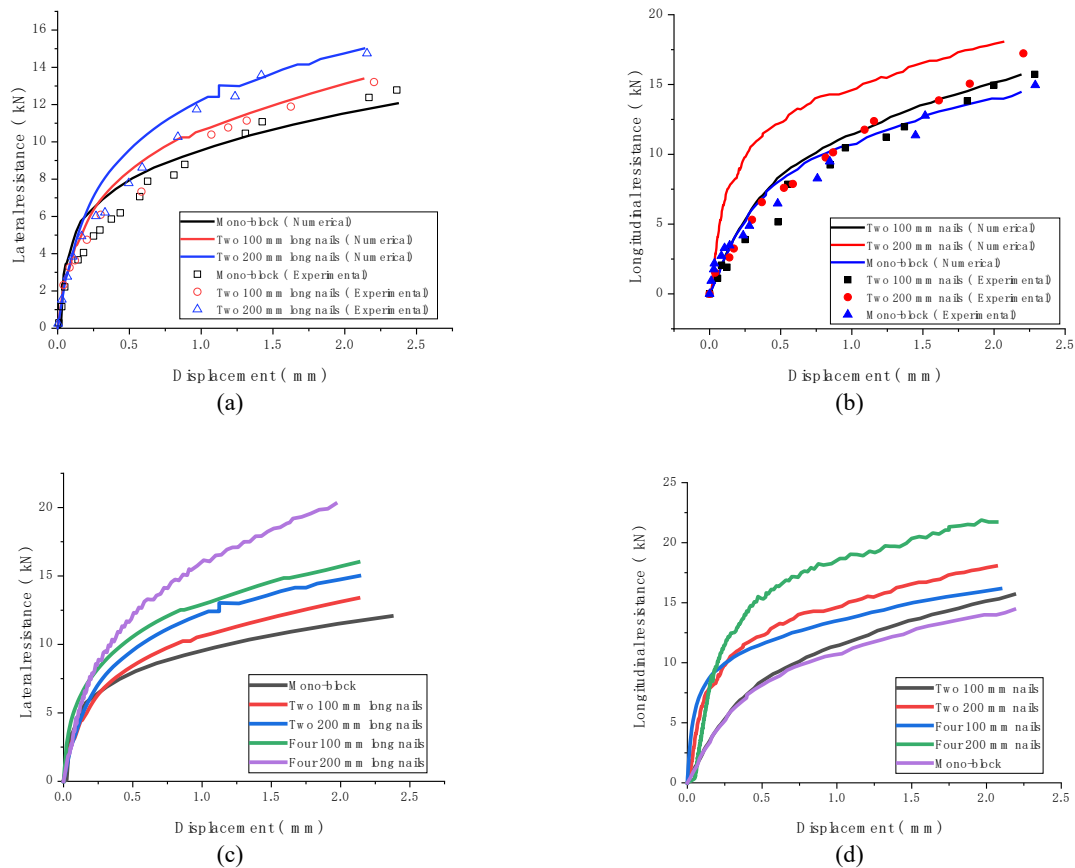 Lateral resistance (kN)
16
14
12
10
8
6
4
2
0
Mono-block (Numerical)
Two 100 mm long nails (Numerical)
Two 200 mm long nails (Numerical)
Mono-block (Experimental)
Two 100 mm long nails (Experimental)
Two 200 mm long nails (Experimental)
0.0 0.5 1.0 1.5 2.0 2.5
Displacement (mm)
(a)
Longitudinal resistance (kN)
20
15
10
5
0
Two 100 mm nails (Numerical)
Two 200 mm nails (Numerical)
Mono-block (Numerical)
Two 100 mm nails (Experimental)
Two 200 mm nails (Experimental)
Mono-block (Experimental)
0.0 0.5 1.0 1.5 2.0
Displacement (mm)
(b)
Lateral resistance (kN)
20
15
10
5
0
Mono-block
Two 100 mm long nails
Two 200 mm long nails
Four 100 mm long nails
Four 200 mm long nails
0.0 0.5 1.0 1.5 2.0 2.5
Displacement (mm)
(c)
Longitudinal resistance (kN)
25
20
15
10
5
0
Two 100 mm nails
Two 200 mm nails
Four 100 mm nails
Four 200 mm nails
Mono-block
0.0 0.5 1.0 1.5 2.0
Displacement (mm)
(d)